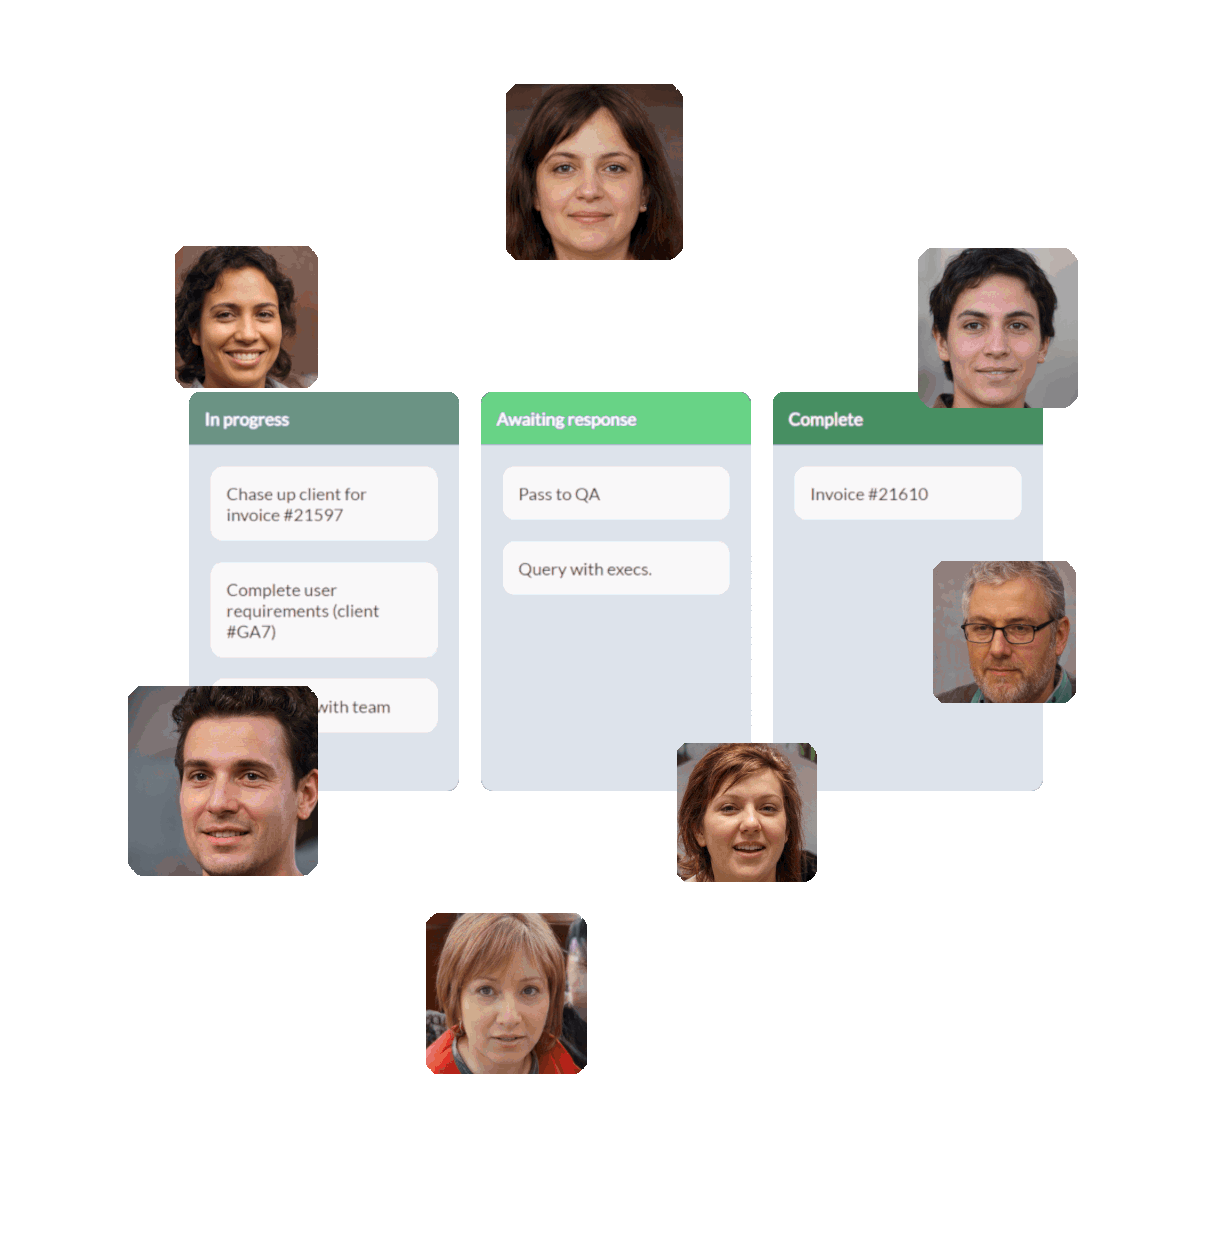 In progress
Chase up client for
invoice #21597
Complete user
requirements (client
#GA7)
with team
Awaiting response
Pass to QA
Query with execs.
Complete
Invoice #21610